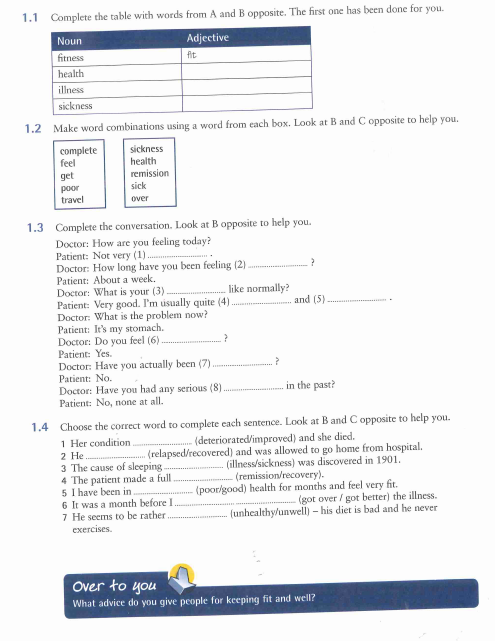 1.1 Complete the table with words from A and B opposite. The first one has been done for you.
Noun Adjective
fitness fit
health
illness
sickness
1.2 Make word combinations using a word from each box. Look at B and C opposite to help you.
complete
feel
get
poor
travel
sickness
health
remission
sick
over
1.3 Complete the conversation. Look at B opposite to help you.
Doctor: How are you feeling today?
Patient: Not very (1) ........................ .
Doctor: How long have you been feeling (2) ........................ ?
Patient: About a week.
Doctor: What is your (3) ........................ like normally?
Patient: Very good. I'm usually quite (4) ........................ and (5) ........................ .
Doctor: What is the problem now?
Patient: It's my stomach.
Doctor: Do you feel (6) ........................ ?
Patient: Yes.
Doctor: Have you actually been (7) ........................ ?
Patient: No.
Doctor: Have you had any serious (8) ........................ in the past?
Patient: No, none at all.
1.4 Choose the correct word to complete each sentence. Look at B and C opposite to help you.
1 Her condition ........................ (deteriorated/improved) and she died.
2 He ........................ (relapsed/recovered) and was allowed to go home from hospital.
3 The cause of sleeping ........................ (illness/sickness) was discovered in 1901.
4 The patient made a full ........................ (remission/recovery).
5 I have been in ........................ (poor/good) health for months and feel very fit.
6 It was a month before I ................................................ (got over / got better) the illness.
7 He seems to be rather ........................ (unhealthy/unwell) – his diet is bad and he never
exercises.
Over to you
What advice do you give people for keeping fit and well?